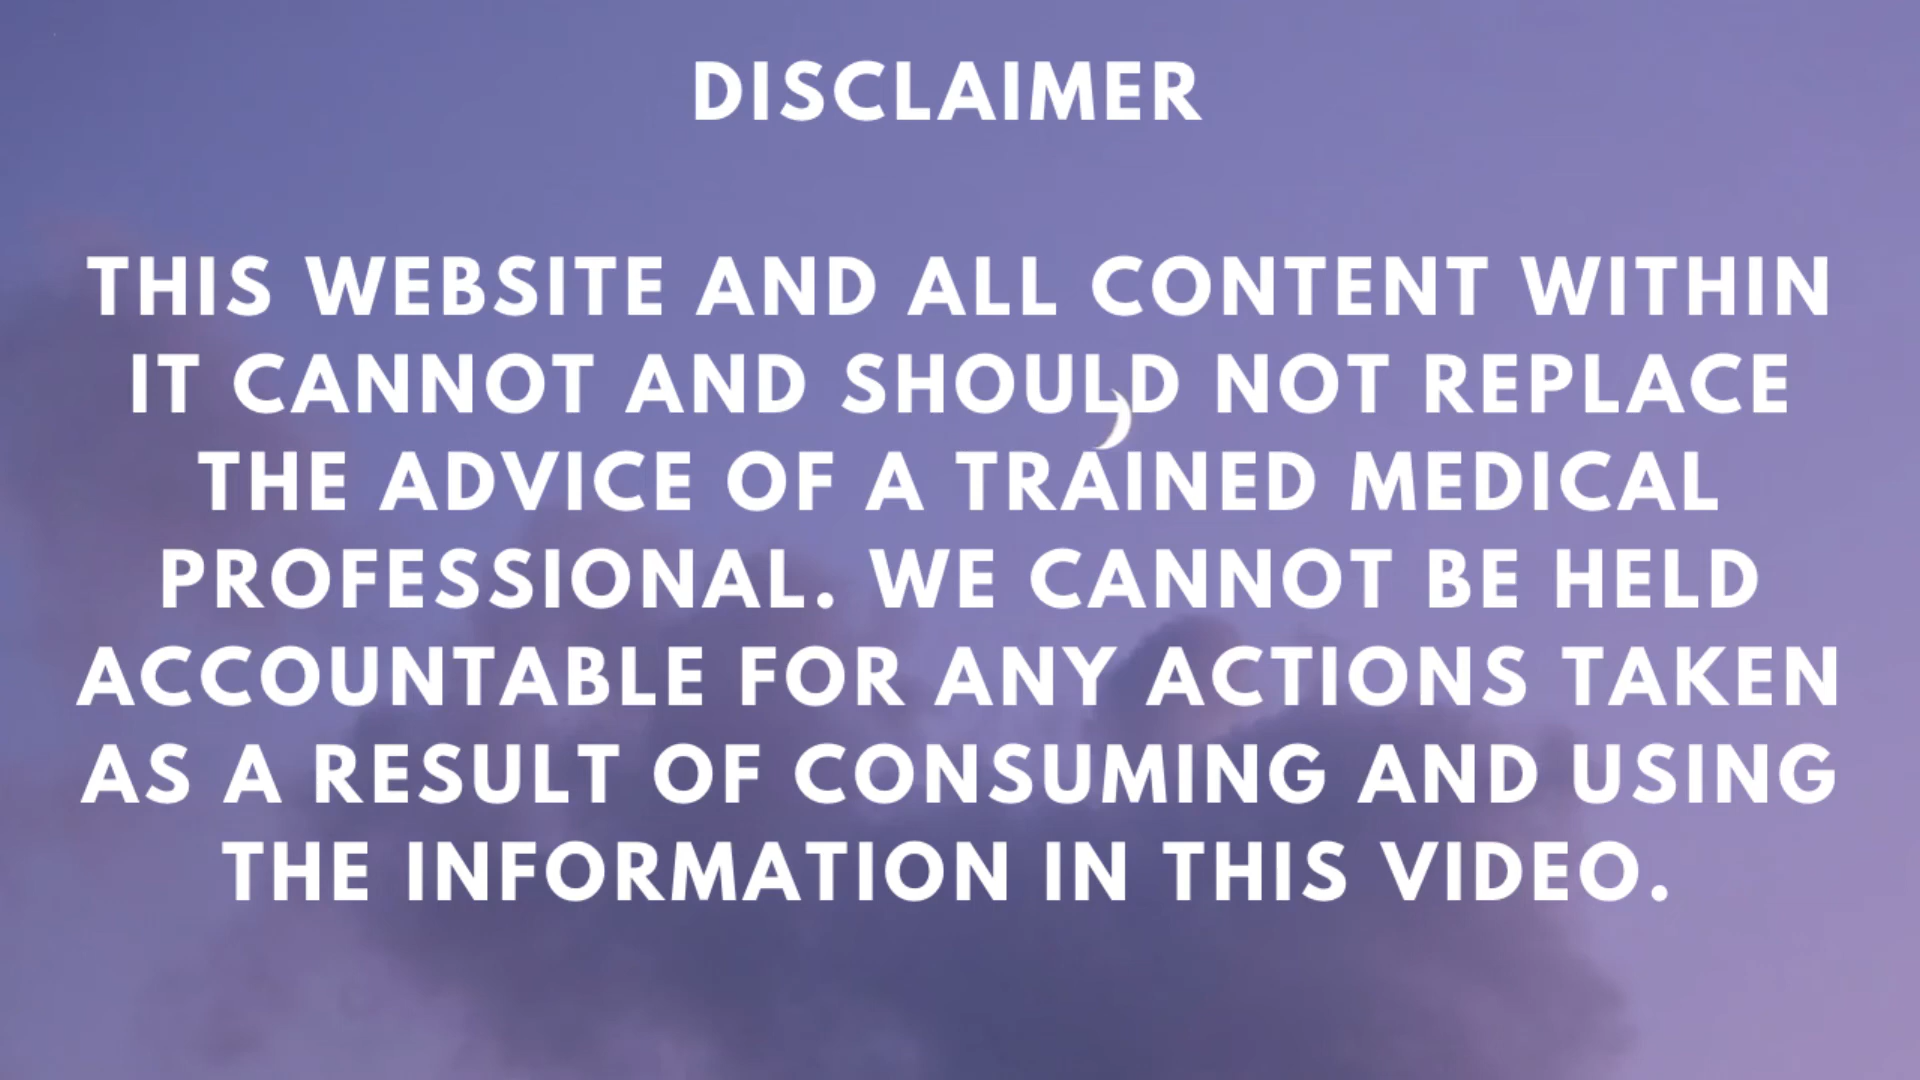 DISCLAIMER
THIS WEBSITE AND ALL CONTENT WITHIN
IT CANNOT AND SHOULD NOT REPLACE
THE ADVICE OF A TRAINED MEDICAL
PROFESSIONAL. WE CANNOT BE HELD
ACCOUNTABLE FOR ANY ACTIONS TAKEN
AS A RESULT OF CONSUMING AND USING
THE INFORMATION IN THIS VIDEO.